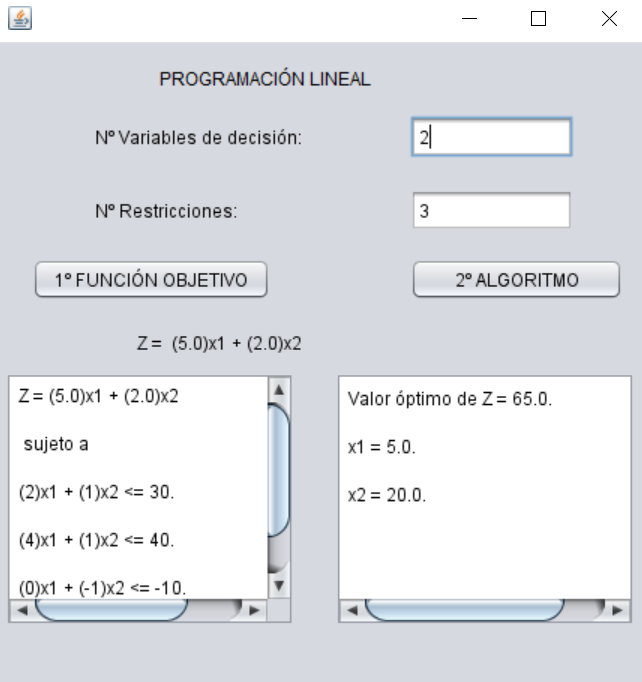 PROGRAMACIÓN LINEAL
Nº Variables de decisión:
2
Nº Restricciones:
3
1º FUNCIÓN OBJETIVO
2º ALGORITMO
Z = (5.0)x1 + (2.0)x2
Z = (5.0)x1 + (2.0)x2
sujeto a
(2)x1 + (1)x2 <= 30.
(4)x1 + (1)x2 <= 40.
(0)x1 + (-1)x2 <= -10.
Valor óptimo de Z = 65.0.
x1 = 5.0.
x2 = 20.0.